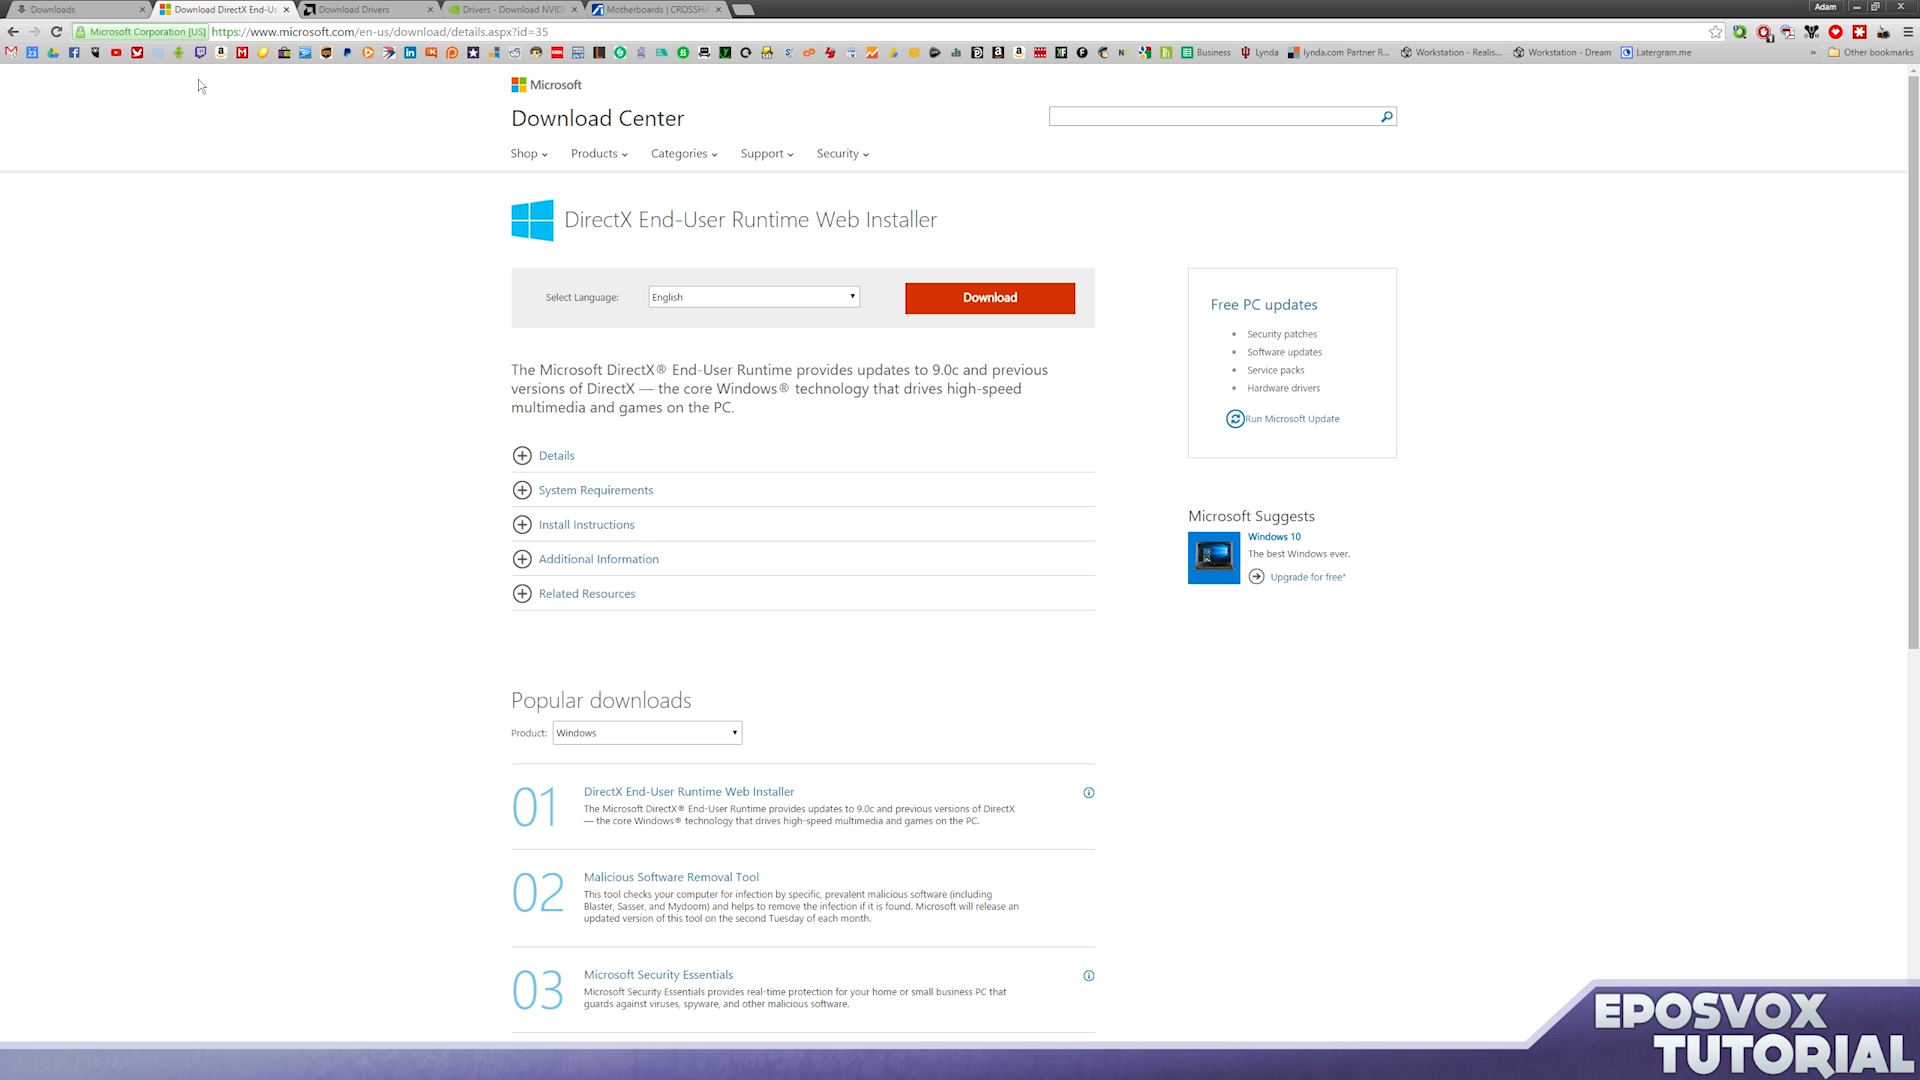 Downloads
Download DirectX End-Us
Download Drivers
Drivers - Download NVID
Motherboards | CROSSHA
Adam
Microsoft Corporation [US]
https://www.microsoft.com/en-us/download/details.aspx?id=35
Business
Lynda
lynda.com Partner R...
Workstation - Realis...
Workstation - Dream
Latergram.me
»
Other bookmarks
Microsoft
Download Center
Shop
Products
Categories
Support
Security
DirectX End-User Runtime Web Installer
Select Language:
English
Download
The Microsoft DirectX® End-User Runtime provides updates to 9.0c and previous
versions of DirectX — the core Windows® technology that drives high-speed
multimedia and games on the PC.
Details
System Requirements
Install Instructions
Additional Information
Related Resources
Free PC updates
Security patches
Software updates
Service packs
Hardware drivers
Run Microsoft Update
Microsoft Suggests
Windows 10
The best Windows ever.
Upgrade for free*
Popular downloads
Product:
Windows
01
DirectX End-User Runtime Web Installer
The Microsoft DirectX® End-User Runtime provides updates to 9.0c and previous versions of DirectX
— the core Windows® technology that drives high-speed multimedia and games on the PC.
02
Malicious Software Removal Tool
This tool checks your computer for infection by specific, prevalent malicious software (including
Blaster, Sasser, and Mydoom) and helps to remove the infection if it is found. Microsoft will release an
updated version of this tool on the second Tuesday of each month.
03
Microsoft Security Essentials
Microsoft Security Essentials provides real-time protection for your home or small business PC that
guards against viruses, spyware, and other malicious software.
EPOSVOX
TUTORIAL